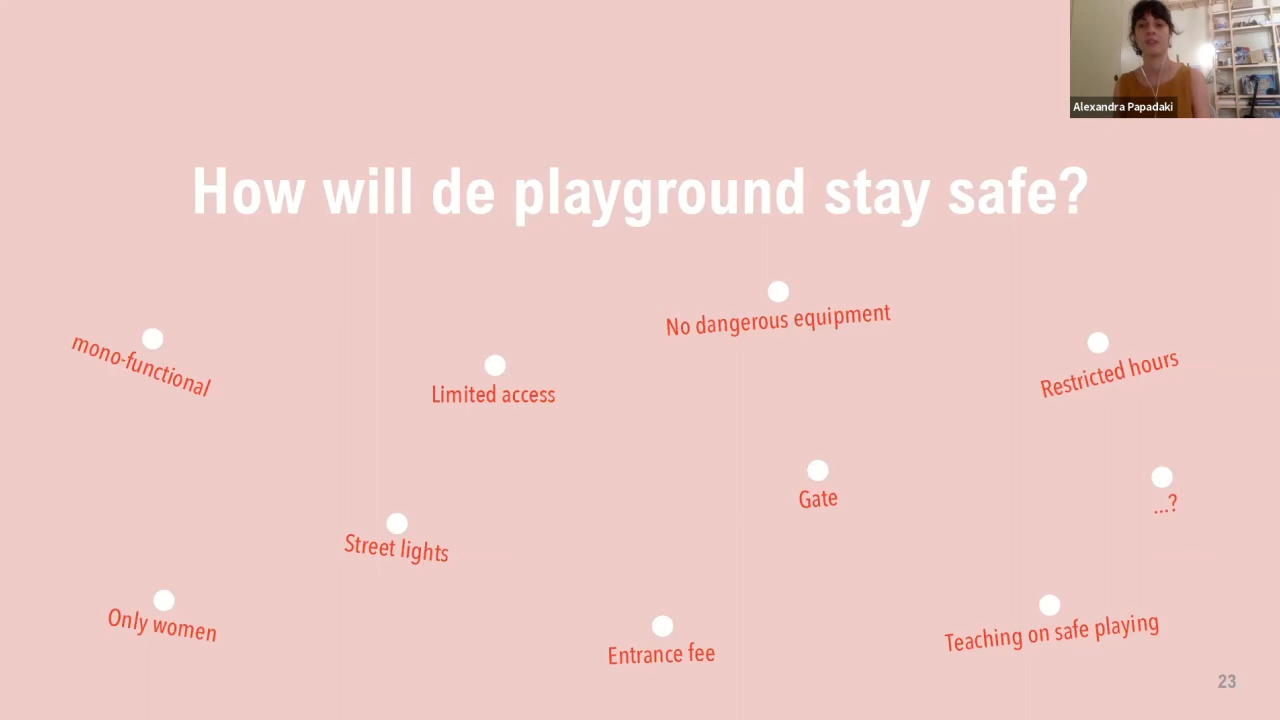 Alexandra Papadaki
How will de playground stay safe?
No dangerous equipment
mono-functional
Limited access
Restricted hours
Gate
...?
Street lights
Only women
Entrance fee
Teaching on safe playing
23